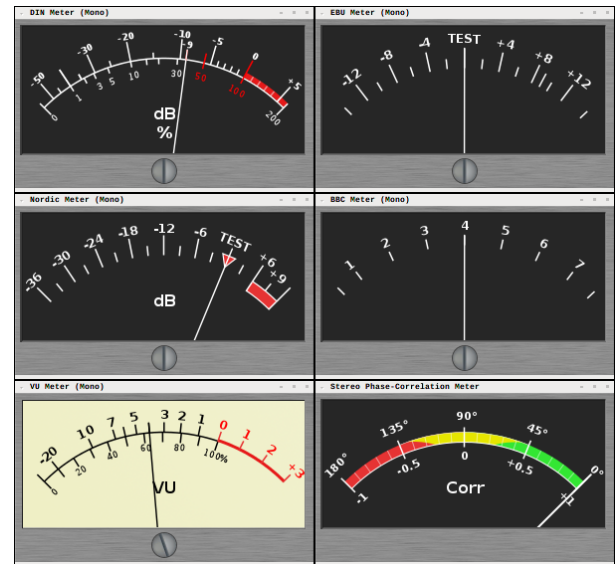 DIN Meter (Mono)
-50 -30 -20 -10 -9 -5 0 +5
0 1 3 5 10 30 50 100 200
dB
%
EBU Meter (Mono)
-12 -8 -4 TEST +4 +8 +12
Nordic Meter (Mono)
-36 -30 -24 -18 -12 -6 TEST +6 +9
dB
BBC Meter (Mono)
1 2 3 4 5 6 7
VU Meter (Mono)
-20 10 7 5 3 2 1 0 1 2 +3
0 20 40 60 80 100%
VU
Stereo Phase-Correlation Meter
180° 135° 90° 45° 0°
-1 -0.5 0 +0.5 +1
Corr